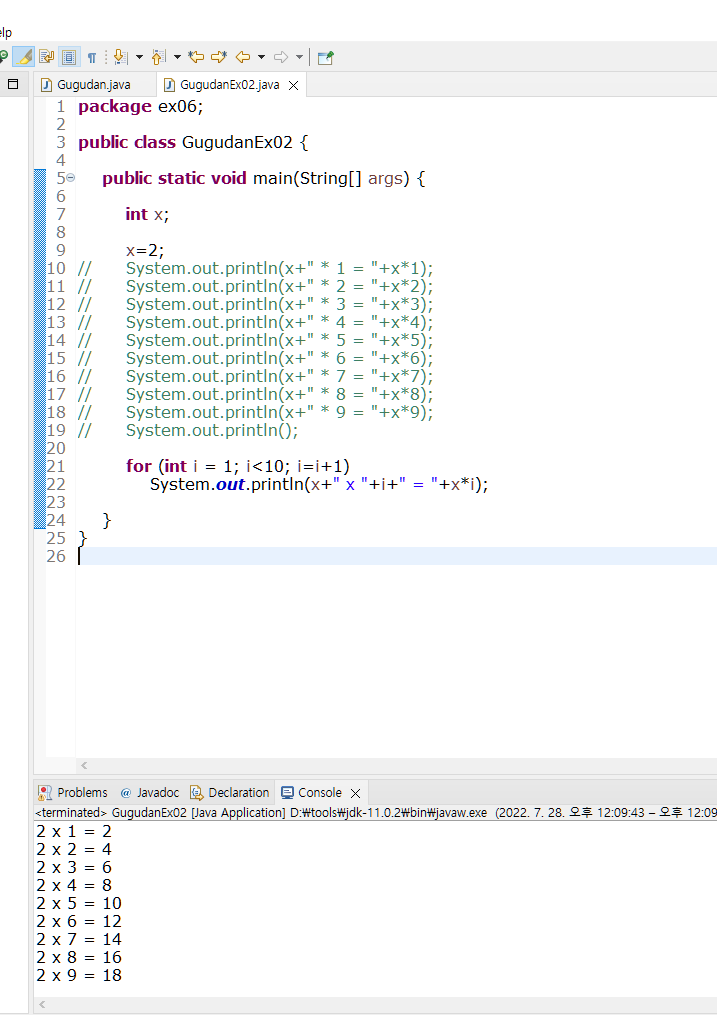 elp
Gugudan.java
GugudanEx02.java
1 package ex06;
2
3 public class GugudanEx02 {
4
5 public static void main(String[] args) {
6
7 int x;
8
9 x=2;
10 // System.out.println(x+" * 1 = "+x*1);
11 // System.out.println(x+" * 2 = "+x*2);
12 // System.out.println(x+" * 3 = "+x*3);
13 // System.out.println(x+" * 4 = "+x*4);
14 // System.out.println(x+" * 5 = "+x*5);
15 // System.out.println(x+" * 6 = "+x*6);
16 // System.out.println(x+" * 7 = "+x*7);
17 // System.out.println(x+" * 8 = "+x*8);
18 // System.out.println(x+" * 9 = "+x*9);
19 // System.out.println();
20
21 for (int i = 1; i<10; i=i+1)
22 System.out.println(x+" x "+i+" = "+x*i);
23
24 }
25 }
26
Problems @ Javadoc Declaration Console
<terminated> GugudanEx02 [Java Application] D:₩tools₩jdk-11.0.2₩bin₩javaw.exe (2022. 7. 28. 오후 12:09:43 – 오후 12:09
2 x 1 = 2
2 x 2 = 4
2 x 3 = 6
2 x 4 = 8
2 x 5 = 10
2 x 6 = 12
2 x 7 = 14
2 x 8 = 16
2 x 9 = 18